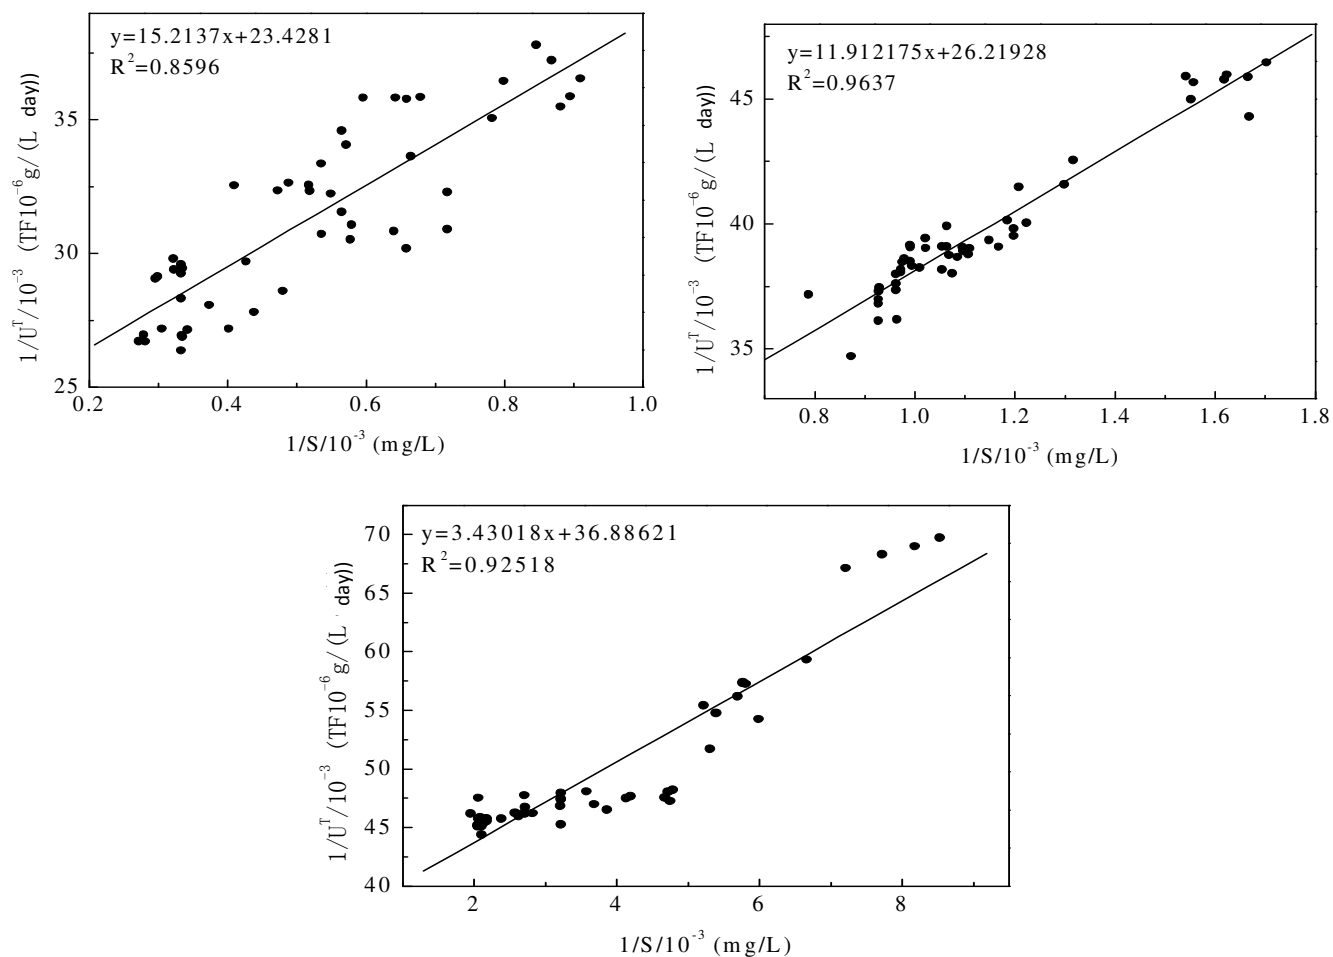 y=15.2137x+23.4281
R²=0.8596
1/Uᵀ/10⁻³ (TF10⁻⁶g/(L day))
35
30
25
0.2 0.4 0.6 0.8 1.0
1/S/10⁻³ (mg/L)
y=11.912175x+26.21928
R²=0.9637
1/Uᵀ/10⁻³ (TF10⁻⁶g/(L day))
45
40
35
0.8 1.0 1.2 1.4 1.6 1.8
1/S/10⁻³ (mg/L)
y=3.43018x+36.88621
R²=0.92518
1/Uᵀ/10⁻³ (TF10⁻⁶g/(L day))
70
65
60
55
50
45
40
2 4 6 8
1/S/10⁻³ (mg/L)